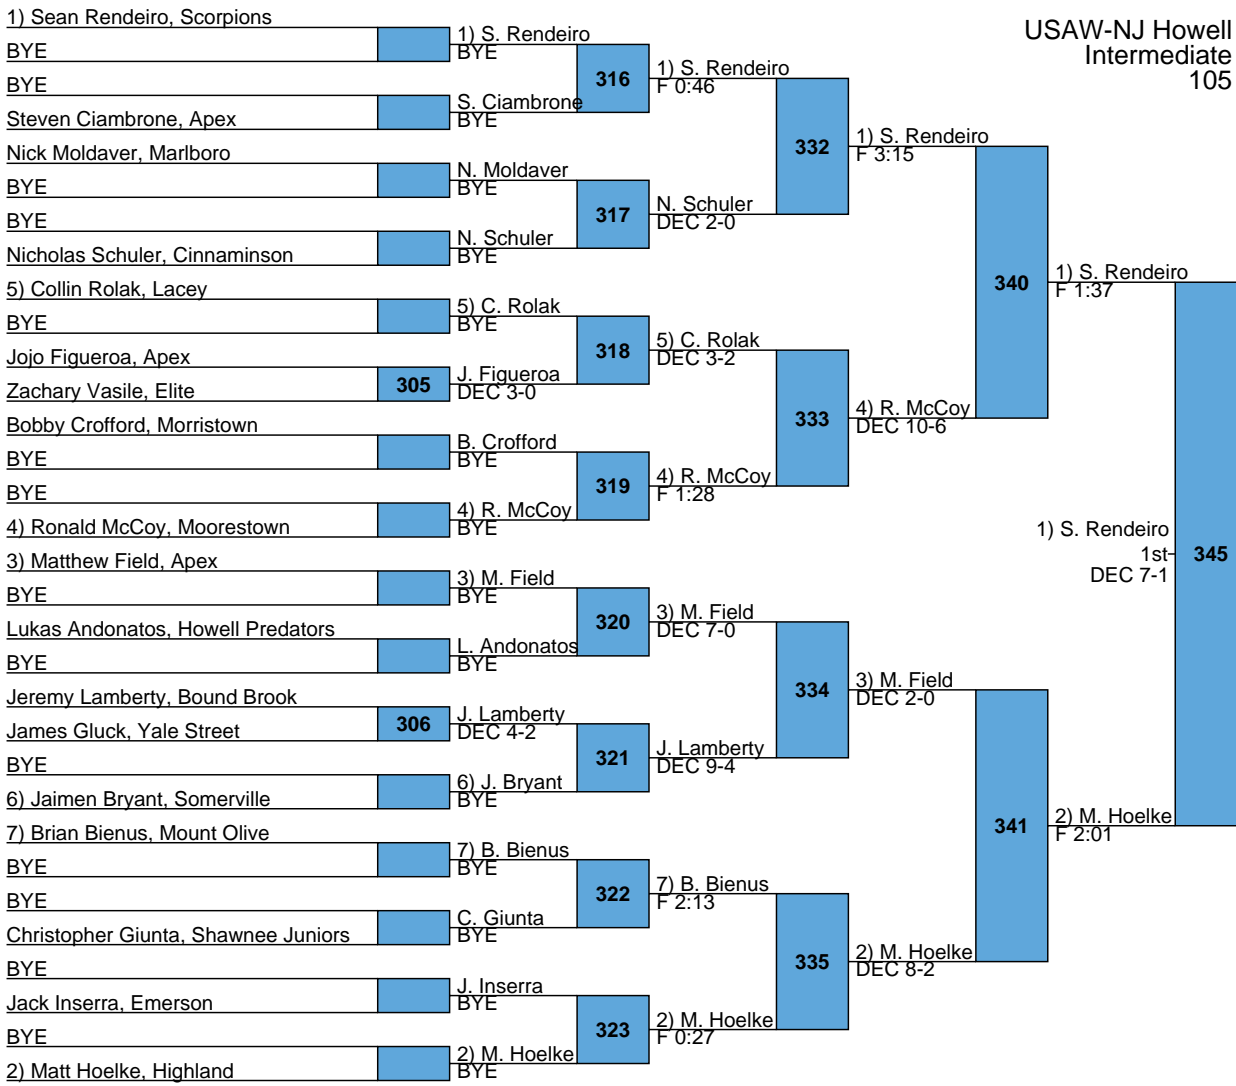 USAW-NJ Howell
Intermediate
105
1) Sean Rendeiro, Scorpions
BYE
BYE
Steven Ciambrone, Apex
Nick Moldaver, Marlboro
BYE
BYE
Nicholas Schuler, Cinnaminson
5) Collin Rolak, Lacey
BYE
Jojo Figueroa, Apex
Zachary Vasile, Elite
Bobby Crofford, Morristown
BYE
BYE
4) Ronald McCoy, Moorestown
3) Matthew Field, Apex
BYE
Lukas Andonatos, Howell Predators
BYE
Jeremy Lamberty, Bound Brook
James Gluck, Yale Street
BYE
6) Jaimen Bryant, Somerville
7) Brian Bienus, Mount Olive
BYE
BYE
Christopher Giunta, Shawnee Juniors
BYE
Jack Inserra, Emerson
BYE
2) Matt Hoelke, Highland
305
306
1) S. Rendeiro
BYE
S. Ciambrone
BYE
N. Moldaver
BYE
N. Schuler
BYE
5) C. Rolak
BYE
J. Figueroa
DEC 3-0
B. Crofford
BYE
4) R. McCoy
BYE
3) M. Field
BYE
L. Andonatos
BYE
J. Lamberty
DEC 4-2
6) J. Bryant
BYE
7) B. Bienus
BYE
C. Giunta
BYE
J. Inserra
BYE
2) M. Hoelke
BYE
316
317
318
319
320
321
322
323
1) S. Rendeiro
F 0:46
N. Schuler
DEC 2-0
5) C. Rolak
DEC 3-2
4) R. McCoy
F 1:28
3) M. Field
DEC 7-0
J. Lamberty
DEC 9-4
7) B. Bienus
F 2:13
2) M. Hoelke
F 0:27
332
333
334
335
1) S. Rendeiro
F 3:15
4) R. McCoy
DEC 10-6
3) M. Field
DEC 2-0
2) M. Hoelke
DEC 8-2
340
341
1) S. Rendeiro
F 1:37
2) M. Hoelke
F 2:01
1) S. Rendeiro
1st
DEC 7-1
345